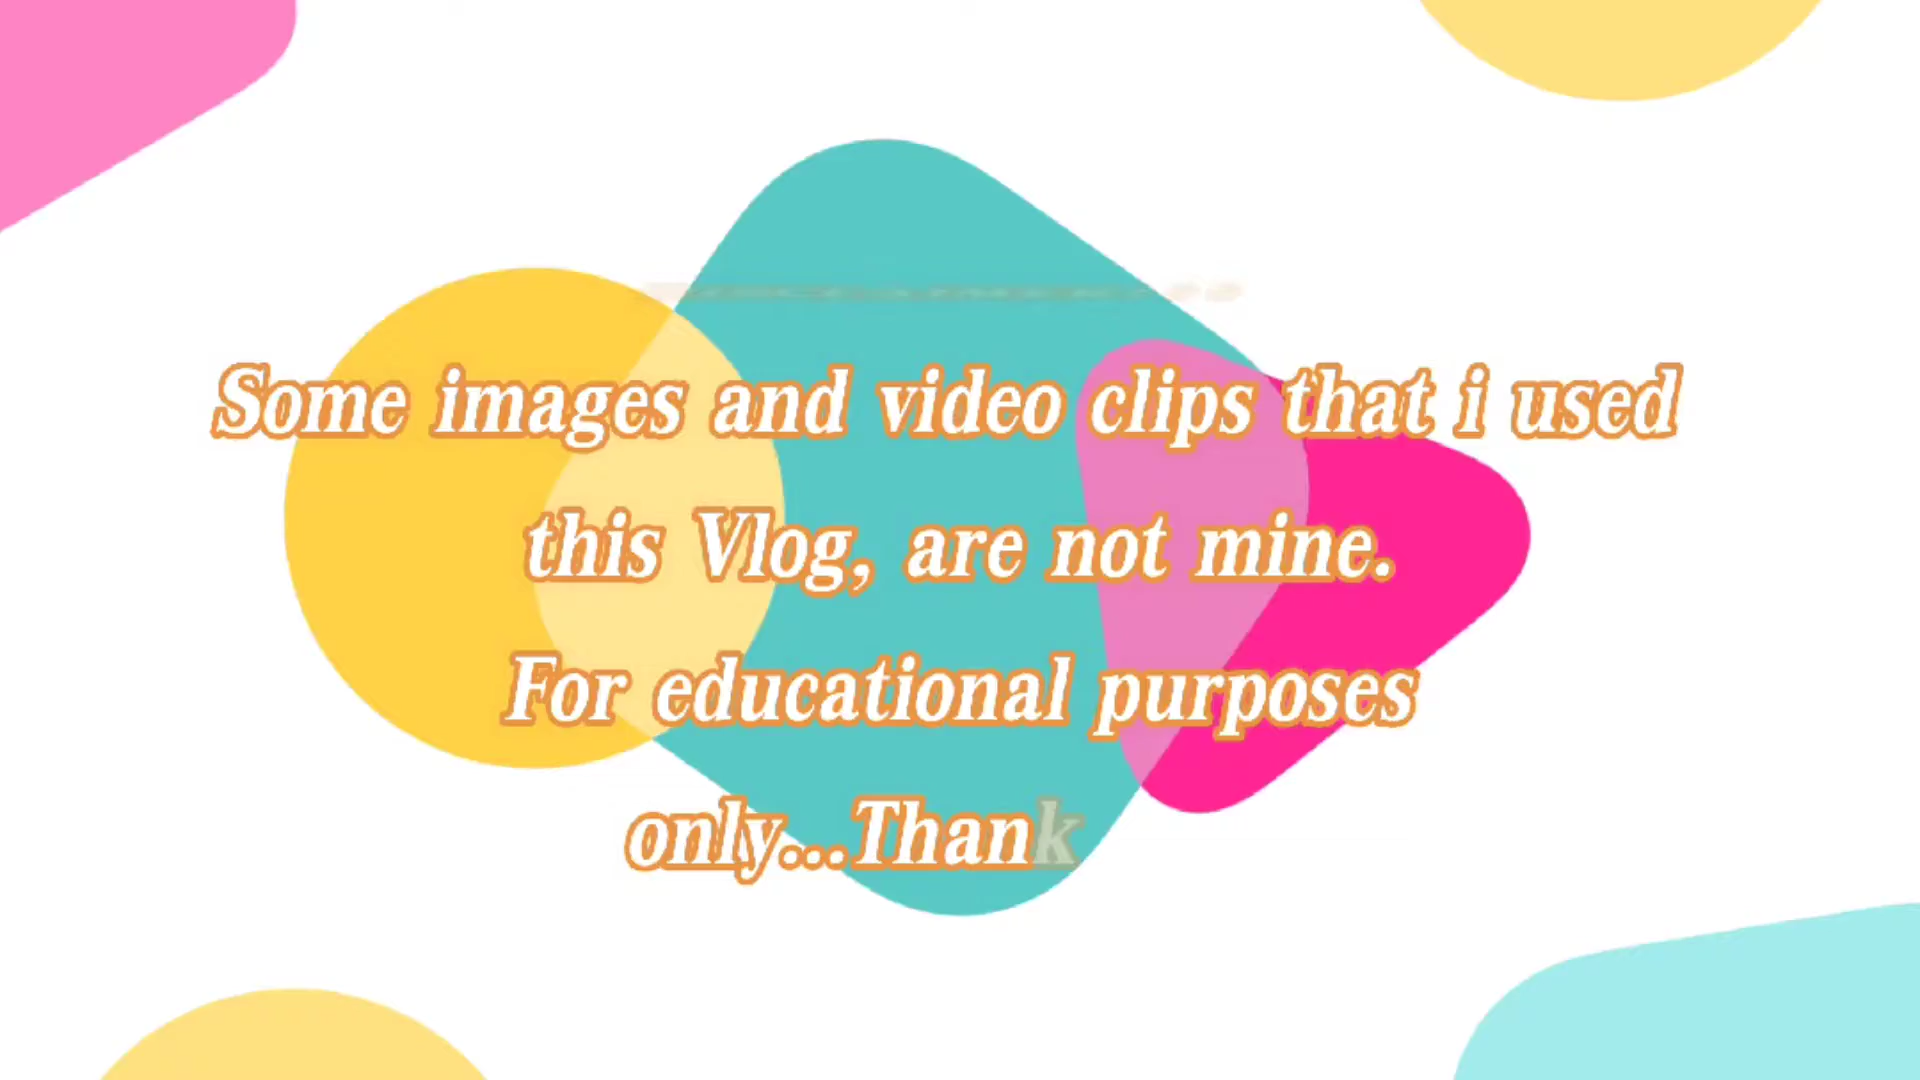 Some images and video clips that i used
this Vlog, are not mine.
For educational purposes
only...Thank